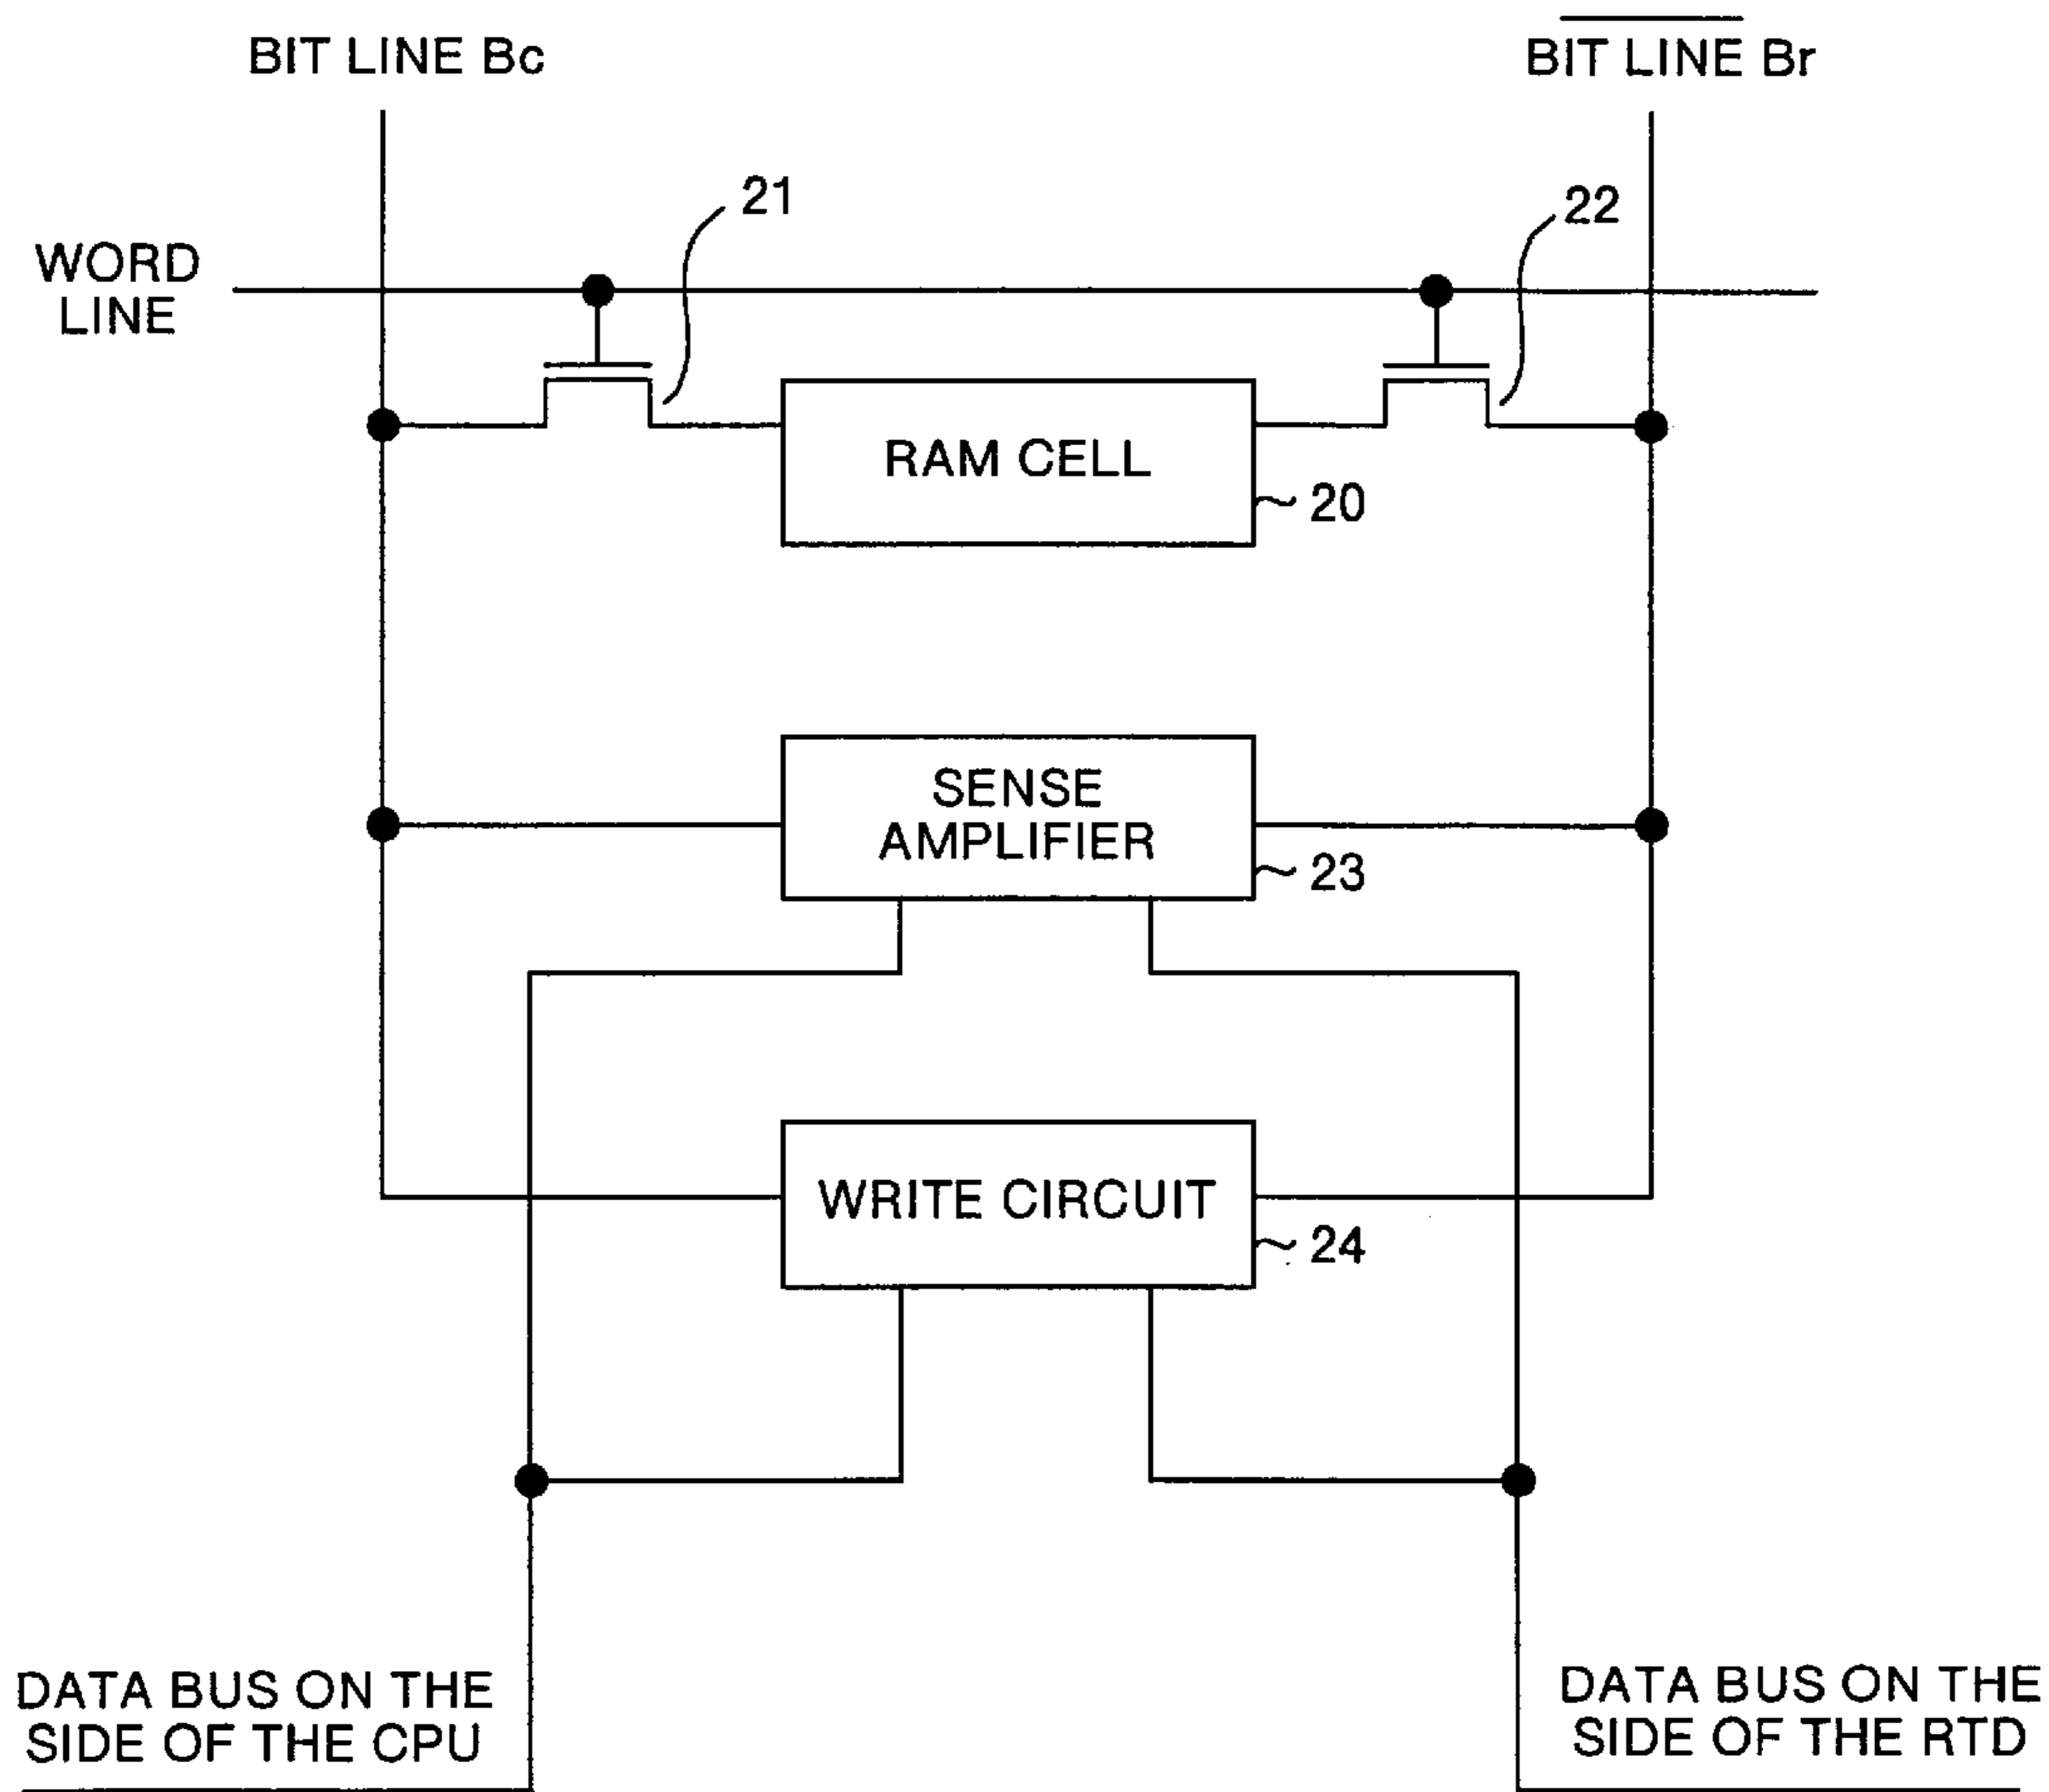 BIT LINE Bc
BIT LINE Br
21
22
WORD
LINE
RAM CELL
20
SENSE
AMPLIFIER
23
WRITE CIRCUIT
24
DATA BUS ON THE
SIDE OF THE CPU
DATA BUS ON THE
SIDE OF THE RTD